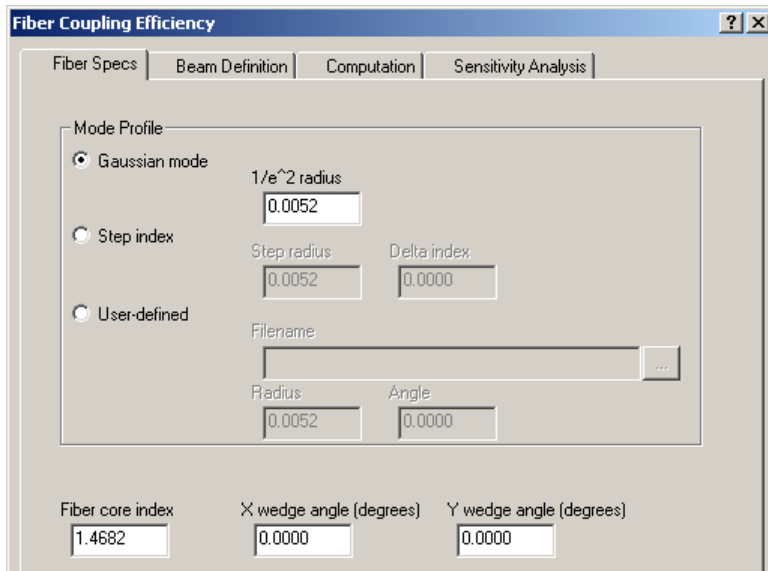 Fiber Coupling Efficiency
? X
Fiber Specs Beam Definition Computation Sensitivity Analysis
Mode Profile
Gaussian mode
1/e^2 radius
0.0052
Step index
Step radius Delta index
0.0052 0.0000
User-defined
Filename
...
Radius Angle
0.0052 0.0000
Fiber core index X wedge angle (degrees) Y wedge angle (degrees)
1.4682 0.0000 0.0000